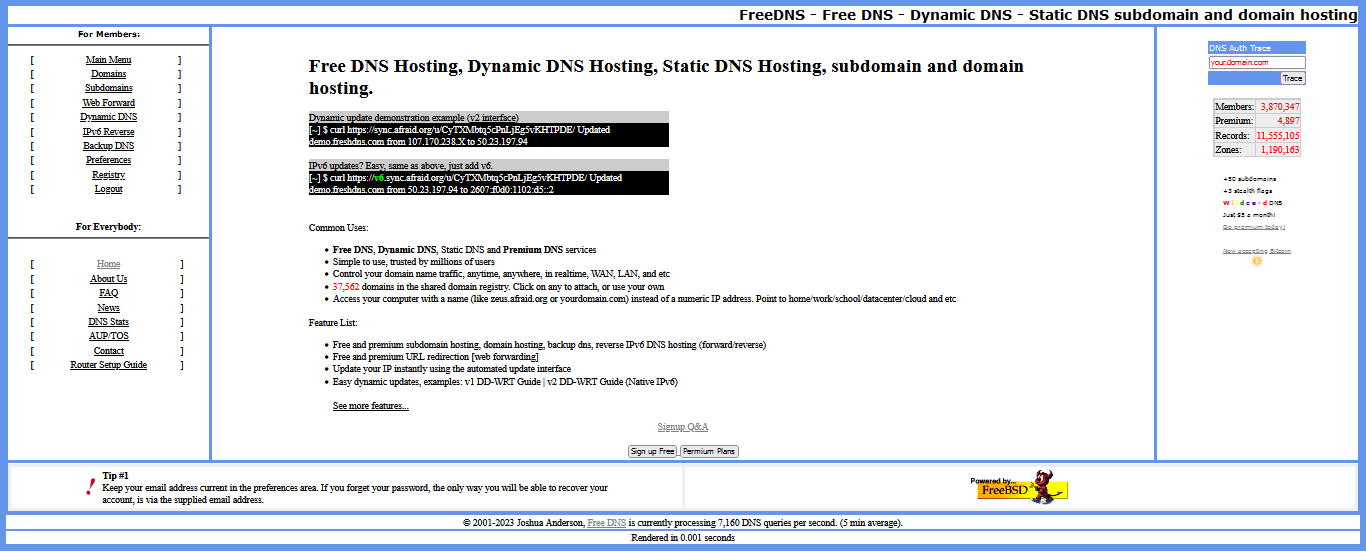 FreeDNS - Free DNS - Dynamic DNS - Static DNS subdomain and domain hosting
For Members:
[ Main Menu ]
[ Domains ]
[ Subdomains ]
[ Web Forward ]
[ Dynamic DNS ]
[ IPv6 Reverse ]
[ Backup DNS ]
[ Preferences ]
[ Registry ]
[ Logout ]
For Everybody:
[ Home ]
[ About Us ]
[ FAQ ]
[ News ]
[ DNS Stats ]
[ AUP/TOS ]
[ Contact ]
[ Router Setup Guide ]
Free DNS Hosting, Dynamic DNS Hosting, Static DNS Hosting, subdomain and domain
hosting.
Dynamic update demonstration example (v2 interface)
[~] $ curl https://sync.afraid.org/u/CyTXMbtq5cPnLjEg5vKHTPDE/ Updated
demo.freshdns.com from 107.170.238.X to 50.23.197.94
IPv6 updates? Easy, same as above, just add v6.
[~] $ curl https://v6.sync.afraid.org/u/CyTXMbtq5cPnLjEg5vKHTPDE/ Updated
demo.freshdns.com from 50.23.197.94 to 2607:f0d0:1102:d5::2
Common Uses:
• Free DNS, Dynamic DNS, Static DNS and Premium DNS services
• Simple to use, trusted by millions of users
• Control your domain name traffic, anytime, anywhere, in realtime, WAN, LAN, and etc
• 37,562 domains in the shared domain registry. Click on any to attach, or use your own
• Access your computer with a name (like zeus.afraid.org or yourdomain.com) instead of a numeric IP address. Point to home/work/school/datacenter/cloud and etc
Feature List:
• Free and premium subdomain hosting, domain hosting, backup dns, reverse IPv6 DNS hosting (forward/reverse)
• Free and premium URL redirection [web forwarding]
• Update your IP instantly using the automated update interface
• Easy dynamic updates, examples: v1 DD-WRT Guide | v2 DD-WRT Guide (Native IPv6)
See more features...
Signup Q&A
Sign up Free Permium Plans
DNS Auth Trace
your.domain.com
Trace
Members: 3,870,347
Premium: 4,897
Records: 11,555,105
Zones: 1,190,163
+50 subdomains
+5 stealth flags
Wildcard DNS
Just $5 a month!
Go premium today!
Now accepting Bitcoin
Tip #1
Keep your email address current in the preferences area. If you forget your password, the only way you will be able to recover your
account, is via the supplied email address.
Powered by...
FreeBSD
© 2001-2023 Joshua Anderson, Free DNS is currently processing 7,160 DNS queries per second. (5 min average).
Rendered in 0.001 seconds